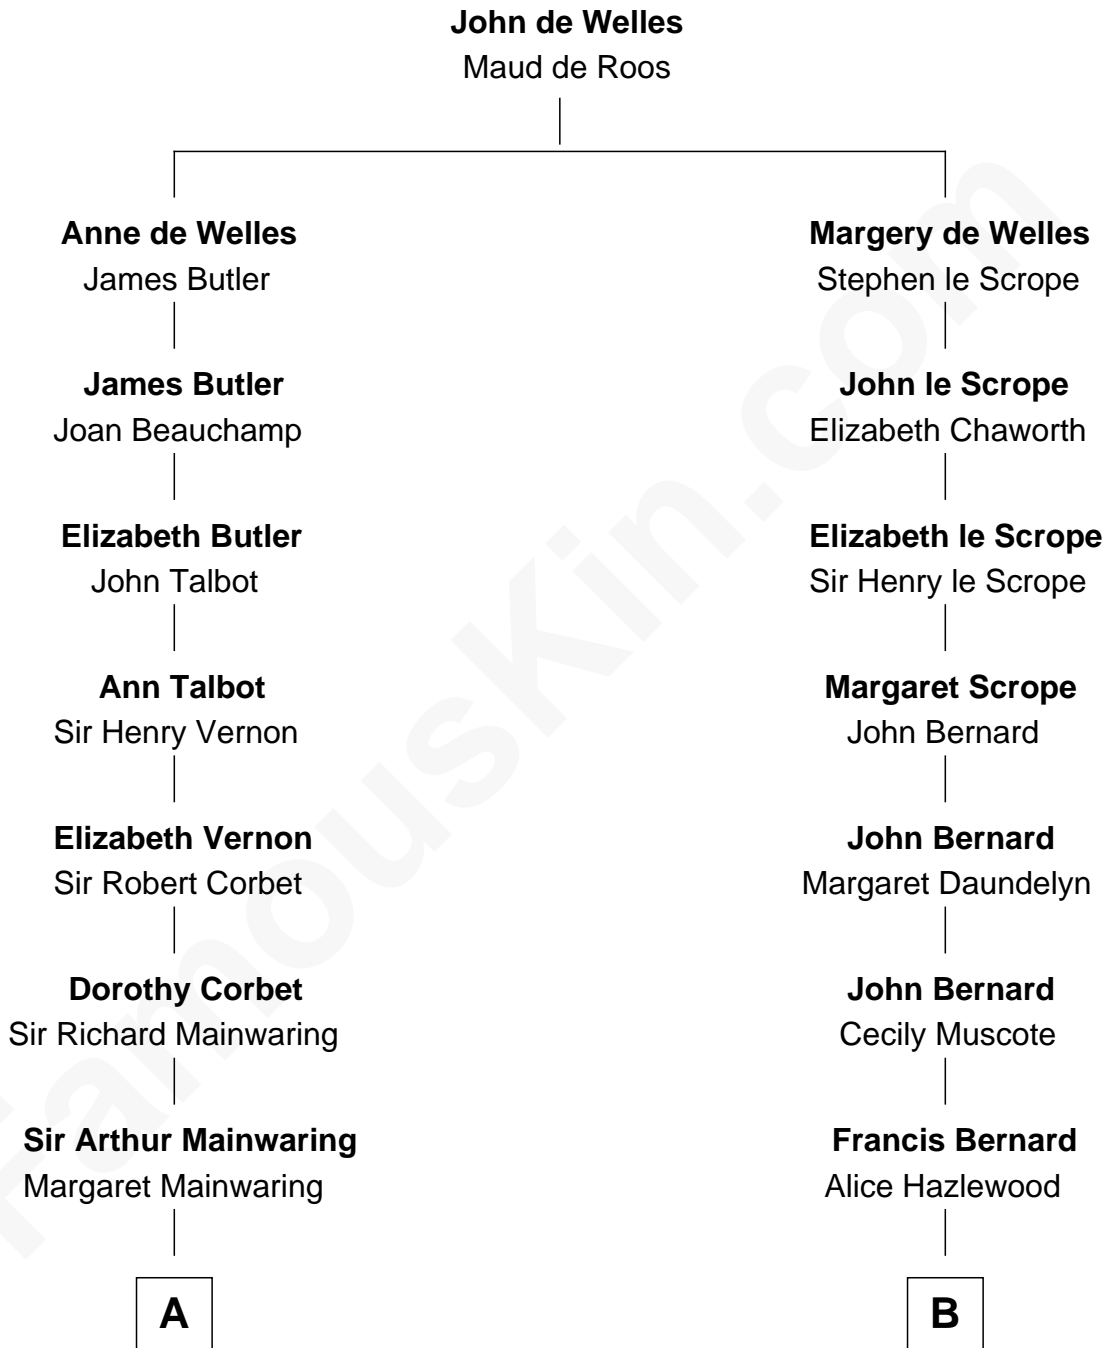 John de Welles
Maud de Roos
Anne de Welles
James Butler
Margery de Welles
Stephen le Scrope
James Butler
Joan Beauchamp
John le Scrope
Elizabeth Chaworth
Elizabeth Butler
John Talbot
Elizabeth le Scrope
Sir Henry le Scrope
Ann Talbot
Sir Henry Vernon
Margaret Scrope
John Bernard
Elizabeth Vernon
Sir Robert Corbet
John Bernard
Margaret Daundelyn
Dorothy Corbet
Sir Richard Mainwaring
John Bernard
Cecily Muscote
Sir Arthur Mainwaring
Margaret Mainwaring
Francis Bernard
Alice Hazlewood
A
B
FamousKin.com